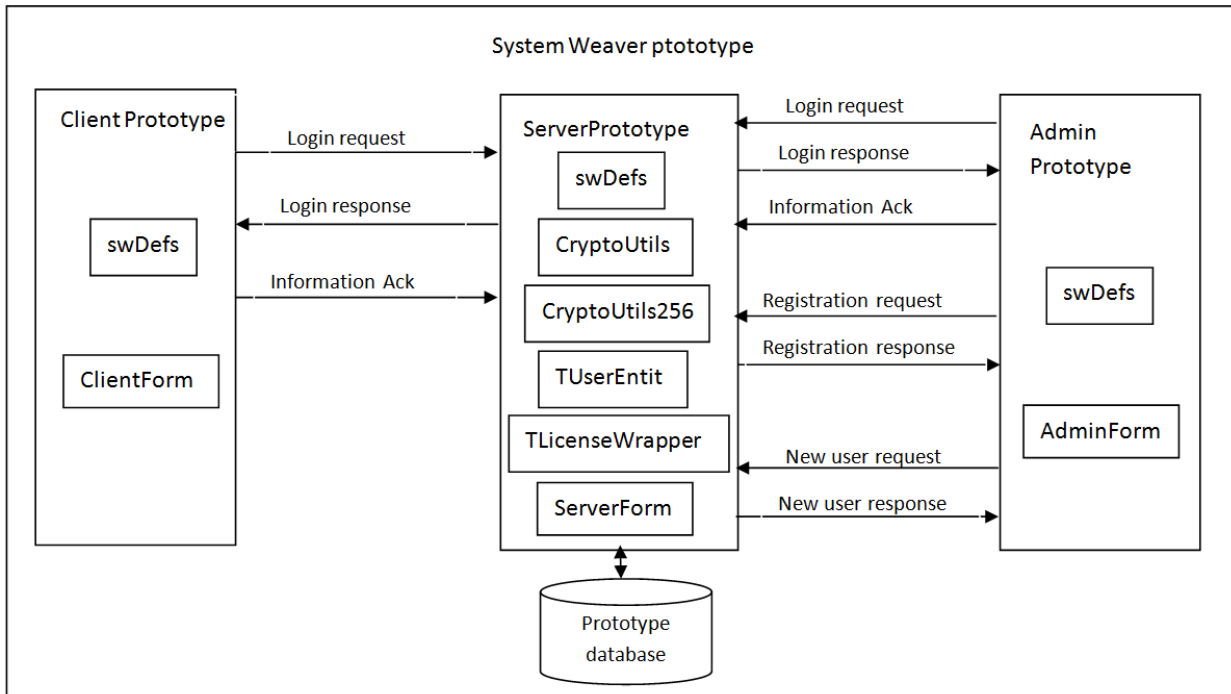 System Weaver ptototype
Client Prototype
Login request
Login response
Information Ack
swDefs
ClientForm
ServerPrototype
swDefs
CryptoUtils
CryptoUtils256
TUserEntit
TLicenseWrapper
ServerForm
Login request
Login response
Information Ack
Registration request
Registration response
New user request
New user response
Admin
Prototype
swDefs
AdminForm
Prototype
database